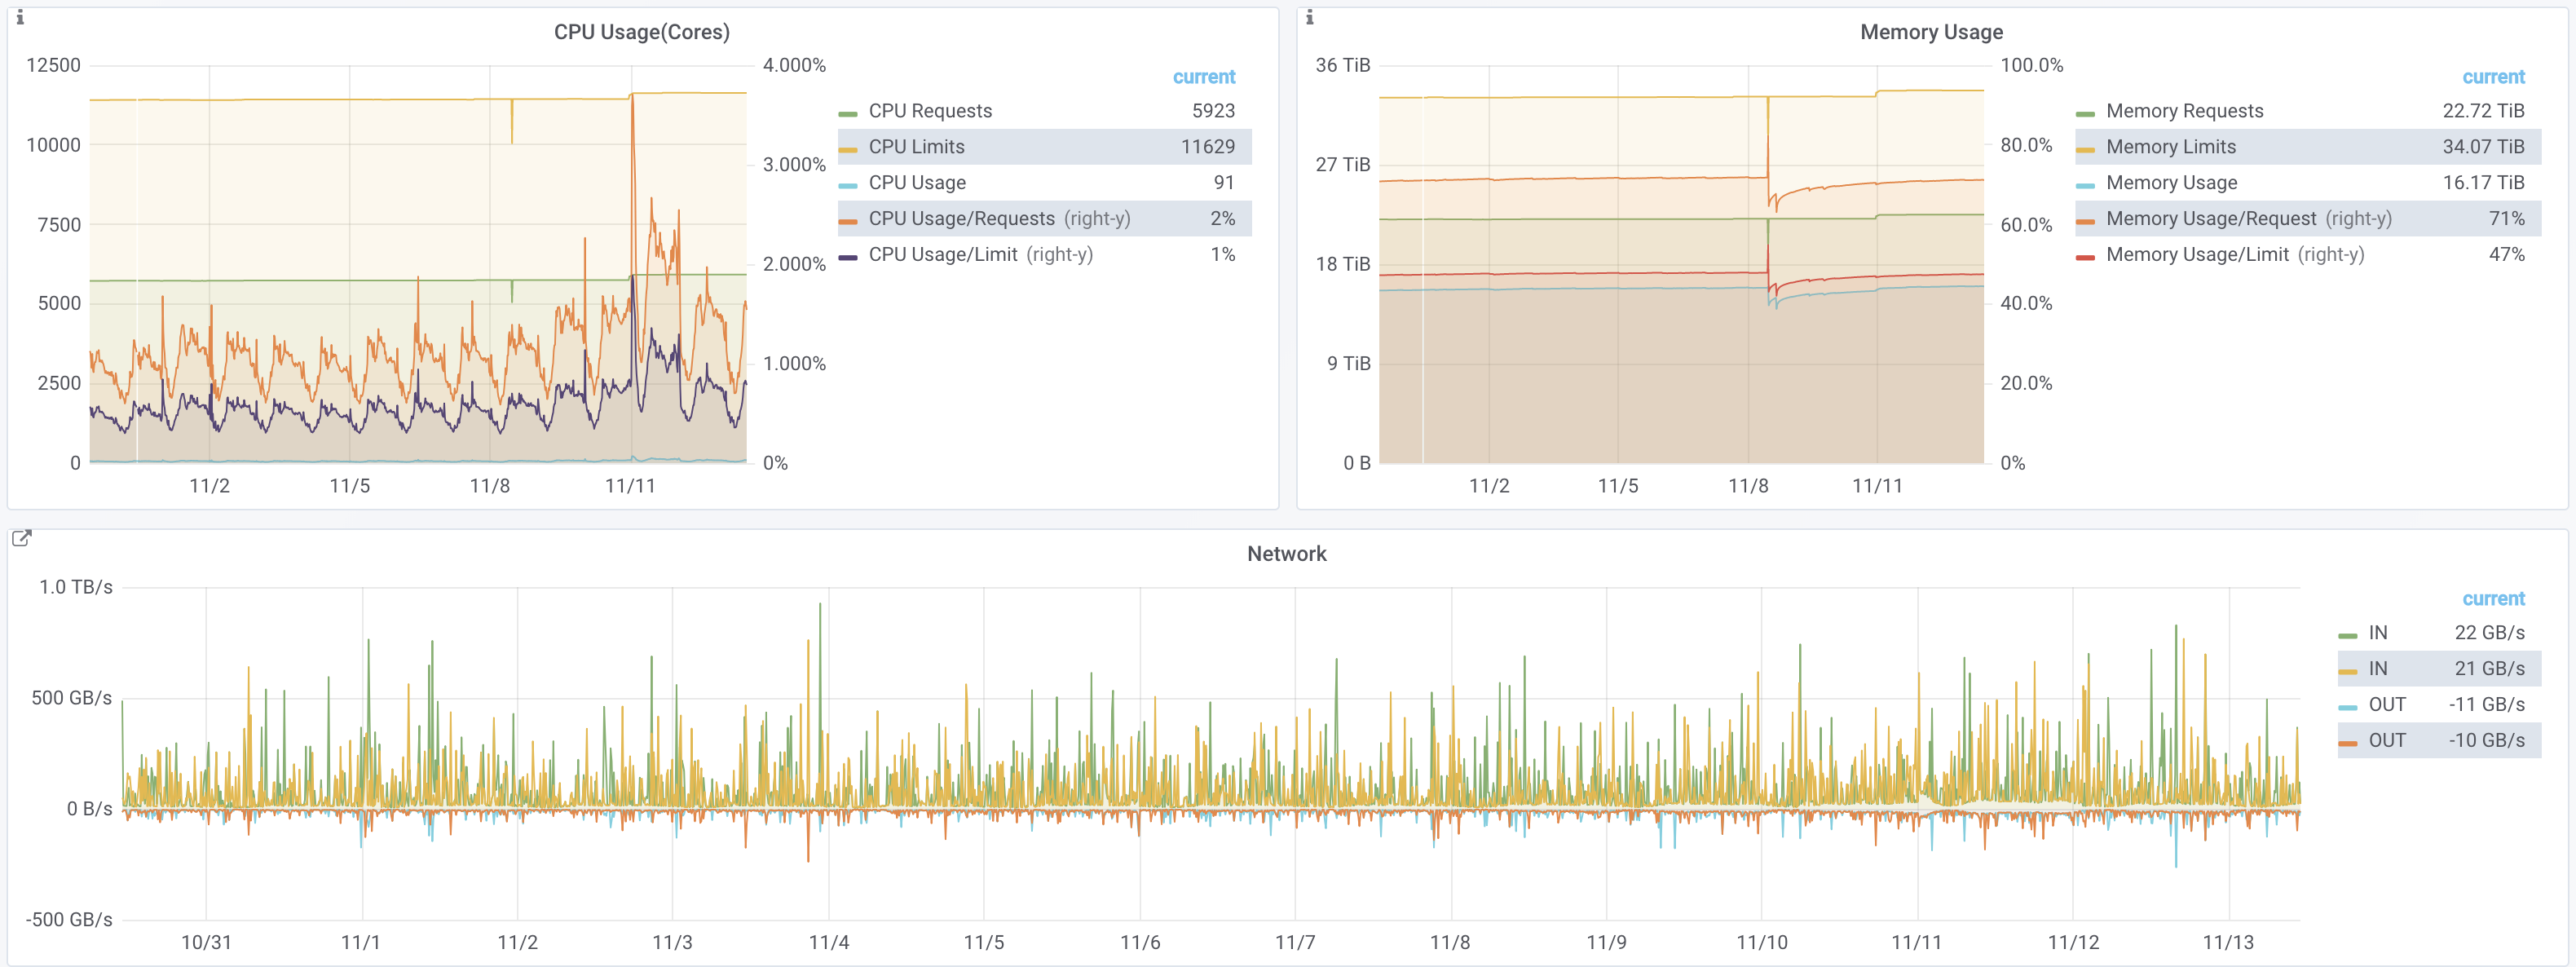 CPU Usage(Cores)
12500
10000
7500
5000
2500
0
4.000%
3.000%
2.000%
1.000%
0%
11/2 11/5 11/8 11/11
current
CPU Requests 5923
CPU Limits 11629
CPU Usage 91
CPU Usage/Requests (right-y) 2%
CPU Usage/Limit (right-y) 1%
Memory Usage
36 TiB
27 TiB
18 TiB
9 TiB
0 B
100.0%
80.0%
60.0%
40.0%
20.0%
0%
11/2 11/5 11/8 11/11
current
Memory Requests 22.72 TiB
Memory Limits 34.07 TiB
Memory Usage 16.17 TiB
Memory Usage/Request (right-y) 71%
Memory Usage/Limit (right-y) 47%
Network
1.0 TB/s
500 GB/s
0 B/s
-500 GB/s
10/31 11/1 11/2 11/3 11/4 11/5 11/6 11/7 11/8 11/9 11/10 11/11 11/12 11/13
current
IN 22 GB/s
IN 21 GB/s
OUT -11 GB/s
OUT -10 GB/s